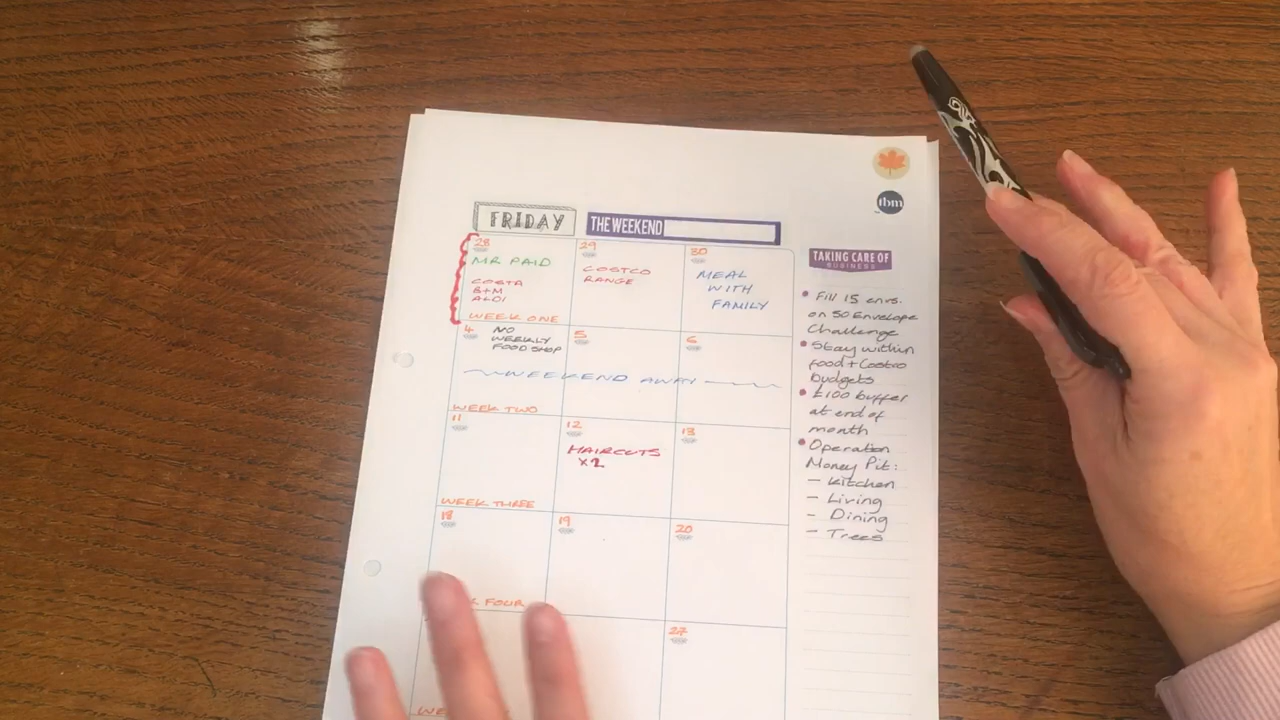 tbm
FRIDAY
THE WEEKEND
TAKING CARE OF
BUSINESS
28
MR PAID
COSTA
B+M
ALDI
WEEK ONE
29
COSTCO
RANGE
30
MEAL
WITH
FAMILY
4
NO
WEEKLY
FOOD SHOP
WEEK TWO
5
6
WEEKEND AWAY
11
WEEK THREE
12
HAIRCUTS
x2
13
18
FOUR
19
20
27
Fill 15 envs.
on 50 Envelope
Challenge
Stay within
food + Costco
budgets
£100 buffer
at end of
month
Operation
Money Pit:
- Kitchen
- Living
- Dining
- Trees